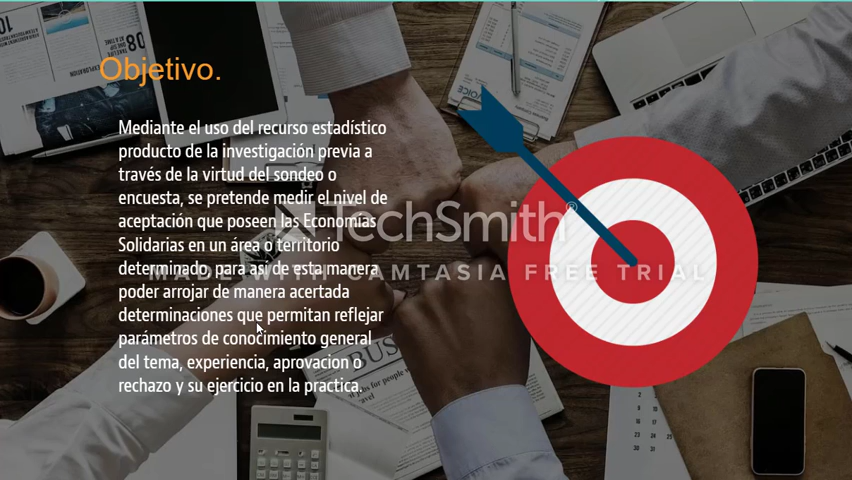 Objetivo.
Mediante el uso del recurso estadístico
producto de la investigación previa a
través de la virtud del sondeo o
encuesta, se pretende medir el nivel de
aceptación que poseen las Economías
Solidarias en un área o territorio
determinado, para así de esta manera
poder arrojar de manera acertada
determinaciones que permitan reflejar
parámetros de conocimiento general
del tema, experiencia, aprovacion o
rechazo y su ejercicio en la practica.
TechSmith®
MADE WITH CAMTASIA FREE TRIAL